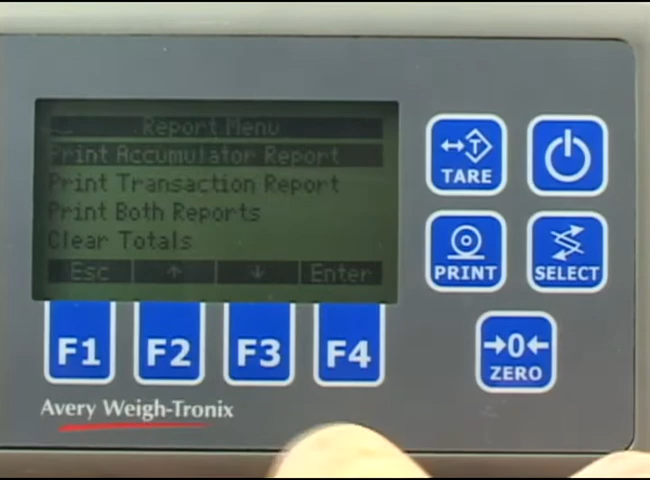 Report Menu
Print Accumulator Report
Print Transaction Report
Print Both Reports
Clear Totals
Esc ↑ ↓ Enter
F1 F2 F3 F4
Avery Weigh-Tronix
T
TARE
PRINT
SELECT
→0←
ZERO